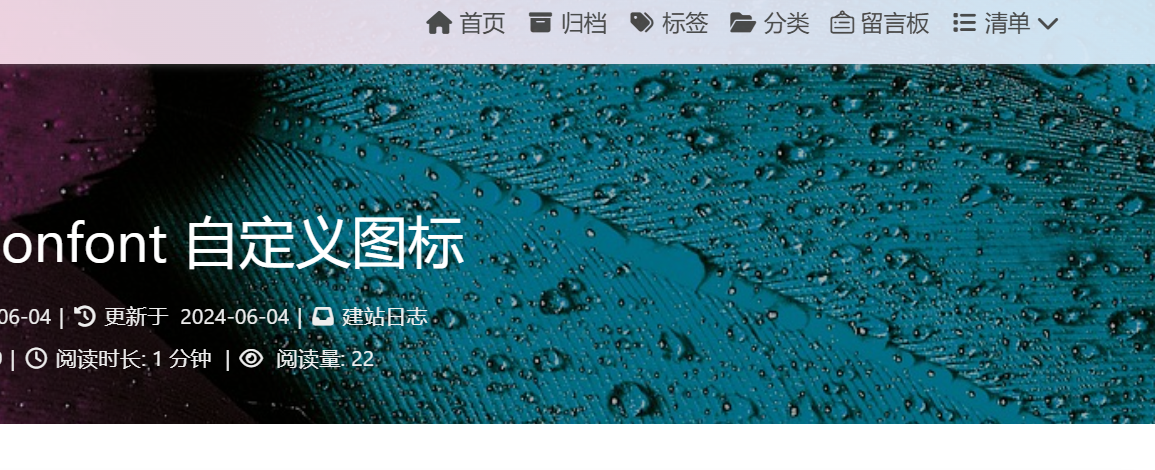 首页 归档 标签 分类 留言板 清单
onfont 自定义图标
06-04 | 更新于 2024-06-04 | 建站日志
| 阅读时长: 1 分钟 | 阅读量: 22